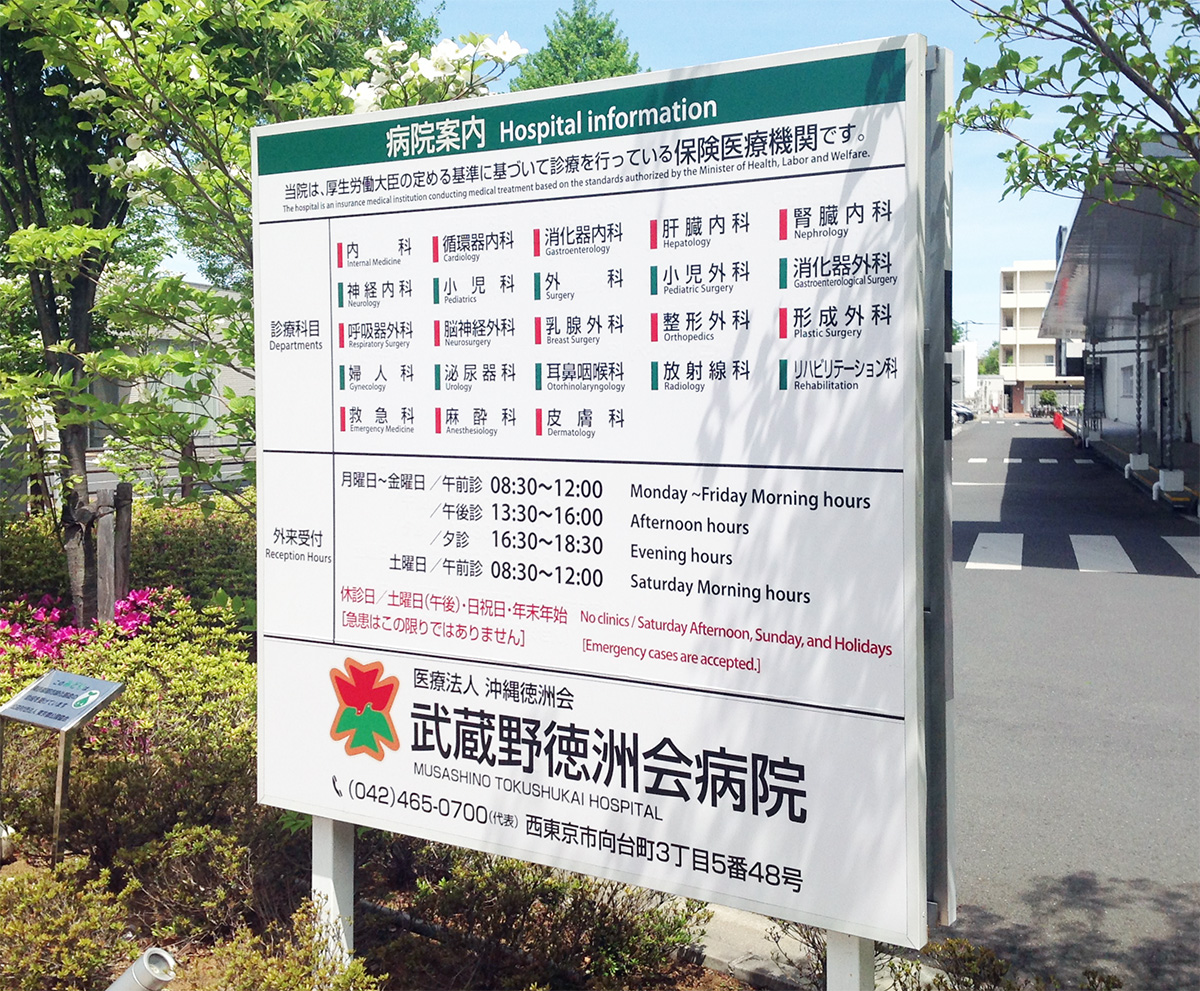 病院案内 Hospital information
当院は、厚生労働大臣の定める基準に基づいて診療を行っている保険医療機関です。
The hospital is an insurance medical institution conducting medical treatment based on the standards authorized by the Minister of Health, Labor and Welfare.
診療科目
Departments
内科 循環器内科 消化器内科 肝臓内科 腎臓内科
Internal Medicine Cardiology Gastroenterology Hepatology Nephrology
神経内科 小児科 外科 小児外科 消化器外科
Neurology Pediatrics Surgery Pediatric Surgery Gastroenterological Surgery
呼吸器外科 脳神経外科 乳腺外科 整形外科 形成外科
Respiratory Surgery Neurosurgery Breast Surgery Orthopedics Plastic Surgery
婦人科 泌尿器科 耳鼻咽喉科 放射線科 リハビリテーション科
Gynecology Urology Otorhinolaryngology Radiology Rehabilitation
救急科 麻酔科 皮膚科
Emergency Medicine Anesthesiology Dermatology
外来受付
Reception Hours
月曜日~金曜日／午前診 08:30~12:00 Monday ~Friday Morning hours
／午後診 13:30~16:00 Afternoon hours
／夕診 16:30~18:30 Evening hours
土曜日／午前診 08:30~12:00 Saturday Morning hours
休診日／土曜日(午後)・日祝日・年末年始 No clinics / Saturday Afternoon, Sunday, and Holidays
[急患はこの限りではありません] [Emergency cases are accepted.]
医療法人 沖縄徳洲会
武蔵野徳洲会病院
MUSASHINO TOKUSHUKAI HOSPITAL
(042)465-0700(代表) 西東京市向台町3丁目5番48号